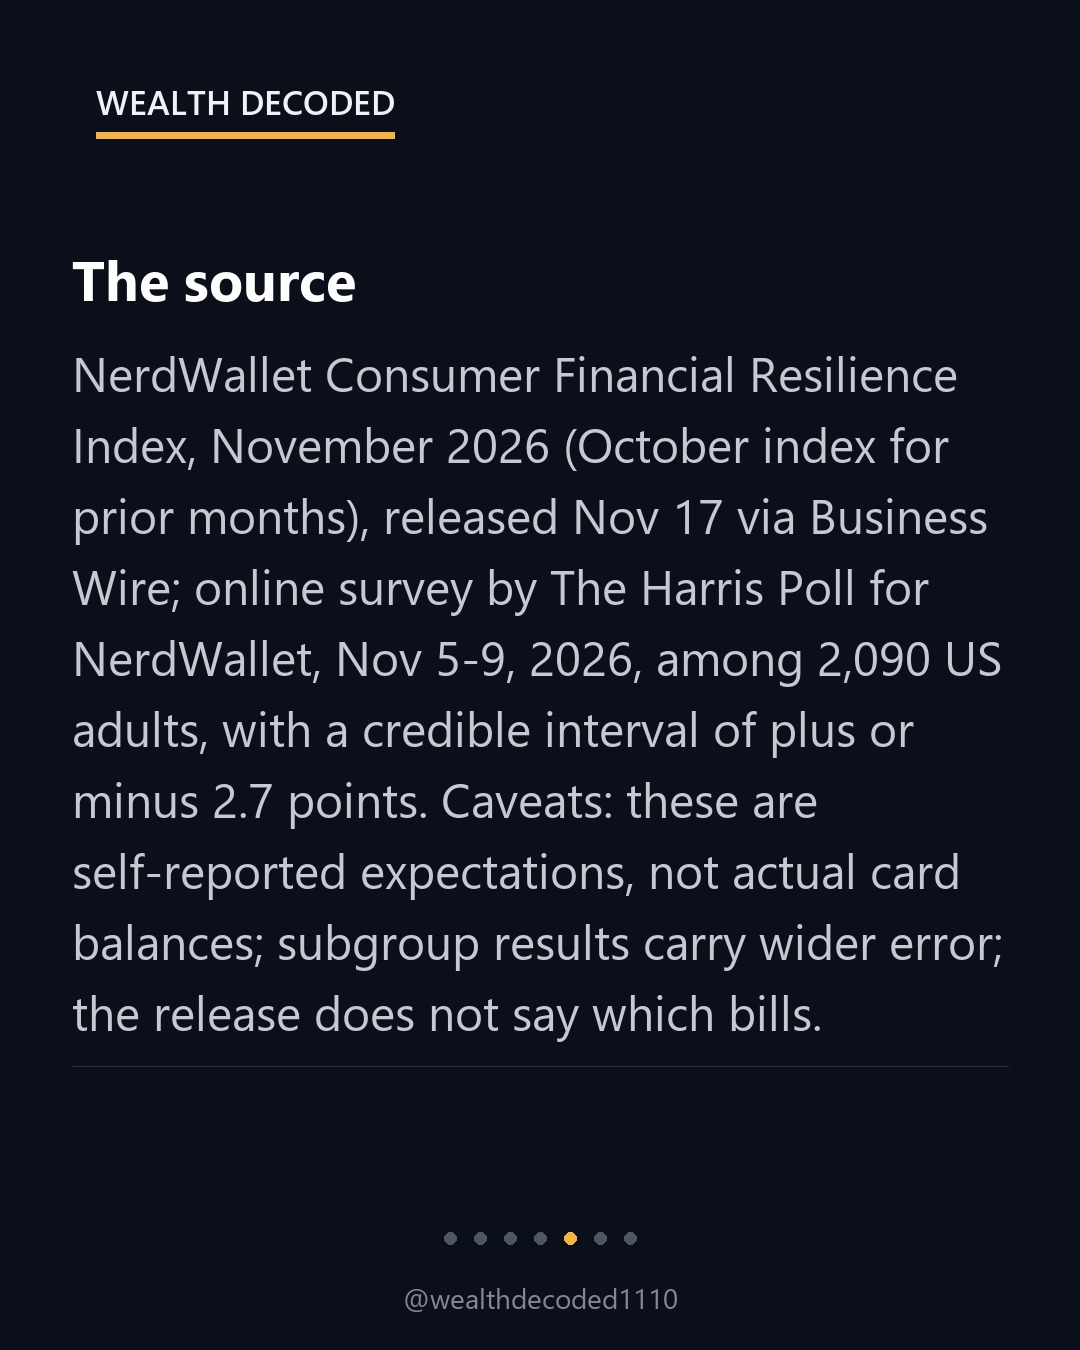 WEALTH DECODED
The source
NerdWallet Consumer Financial Resilience
Index, November 2026 (October index for
prior months), released Nov 17 via Business
Wire; online survey by The Harris Poll for
NerdWallet, Nov 5-9, 2026, among 2,090 US
adults, with a credible interval of plus or
minus 2.7 points. Caveats: these are
self-reported expectations, not actual card
balances; subgroup results carry wider error;
the release does not say which bills.
@wealthdecoded1110